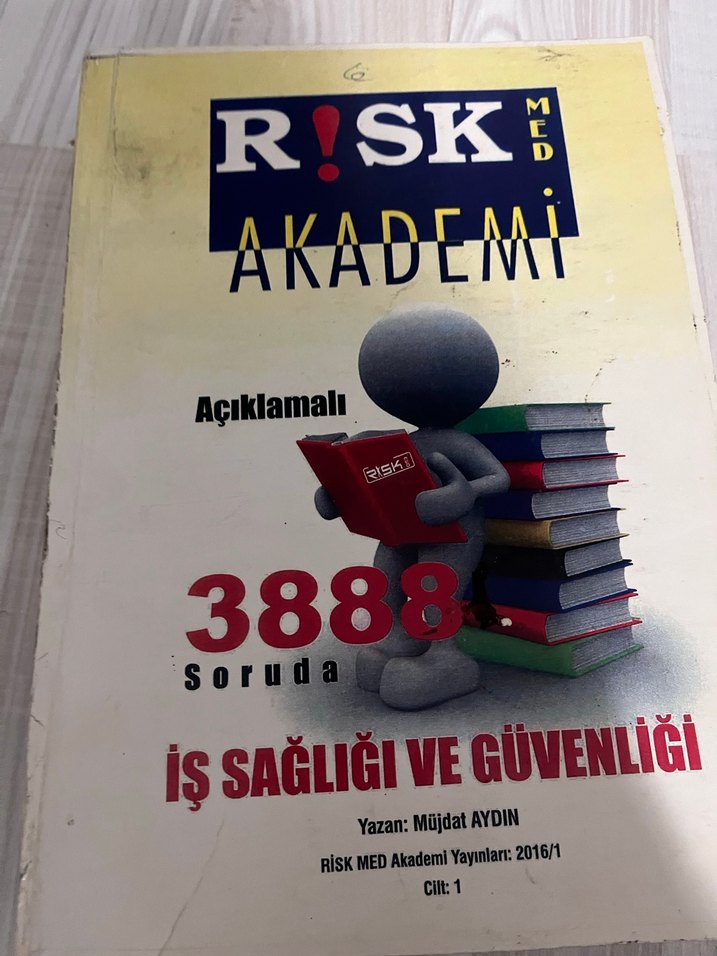 R!SK MED
AKADEMİ
Açıklamalı
RİSK
3888
Soruda
İŞ SAĞLIĞI VE GÜVENLİĞİ
Yazan: Müjdat AYDIN
RİSK MED Akademi Yayınları: 2016/1
Cilt: 1